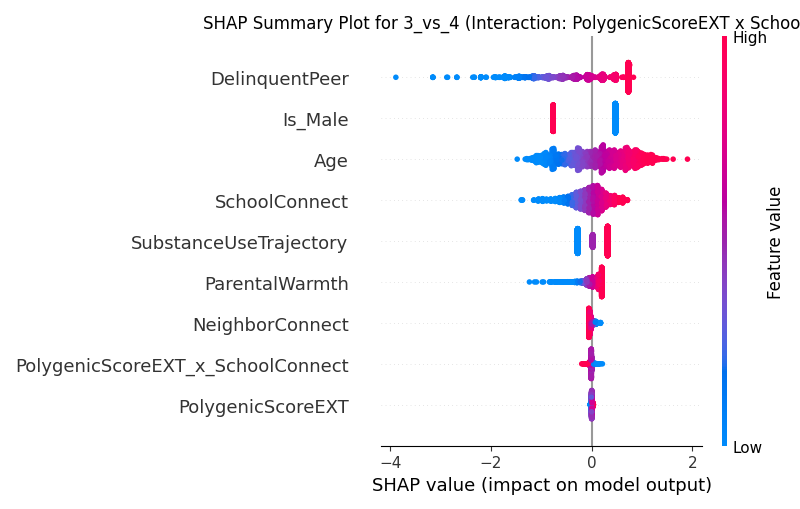 SHAP Summary Plot for 3_vs_4 (Interaction: PolygenicScoreEXT x Schoo
High
DelinquentPeer
Is_Male
Age
SchoolConnect
SubstanceUseTrajectory
ParentalWarmth
NeighborConnect
PolygenicScoreEXT_x_SchoolConnect
PolygenicScoreEXT
Feature value
Low
−4 −2 0 2
SHAP value (impact on model output)